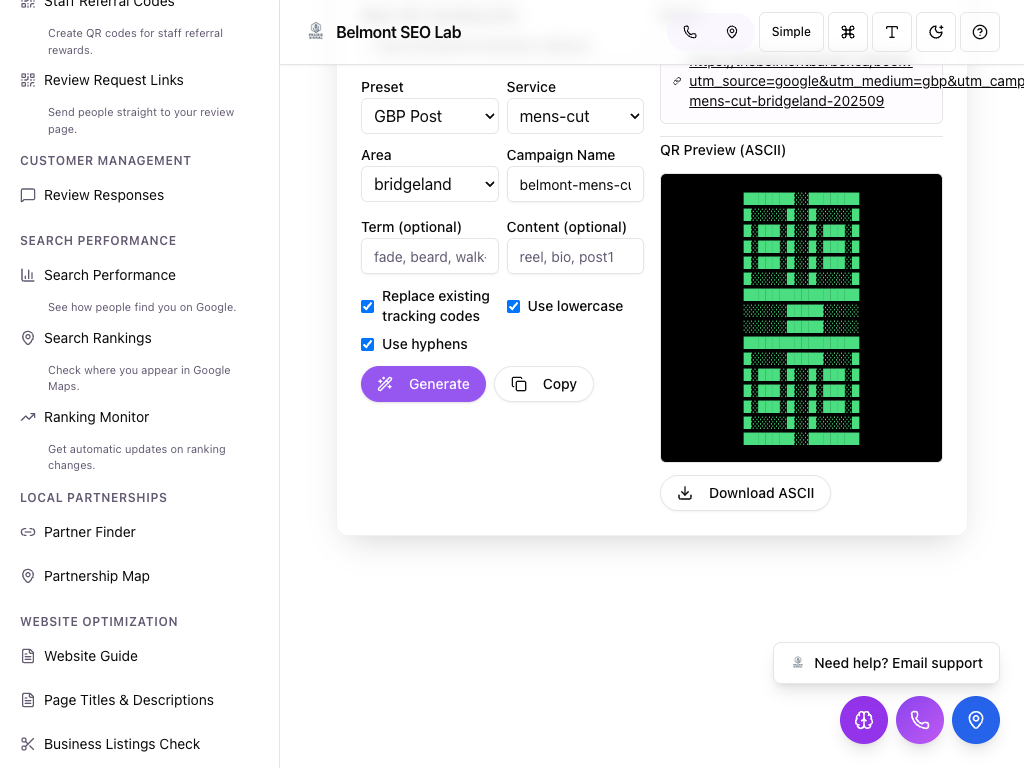 Staff Referral Codes
Create QR codes for staff referral
rewards.
Review Request Links
Send people straight to your review
page.
CUSTOMER MANAGEMENT
Review Responses
SEARCH PERFORMANCE
Search Performance
See how people find you on Google.
Search Rankings
Check where you appear in Google
Maps.
Ranking Monitor
Get automatic updates on ranking
changes.
LOCAL PARTNERSHIPS
Partner Finder
Partnership Map
WEBSITE OPTIMIZATION
Website Guide
Page Titles & Descriptions
Business Listings Check
Belmont SEO Lab
Simple
Preset
Service
GBP Post
mens-cut
Area
Campaign Name
bridgeland
belmont-mens-cu
Term (optional)
Content (optional)
fade, beard, walk-
reel, bio, post1
Replace existing
tracking codes
Use lowercase
Use hyphens
Generate
Copy
utm_source=google&utm_medium=gbp&utm_camp
mens-cut-bridgeland-202509
QR Preview (ASCII)
Download ASCII
Need help? Email support